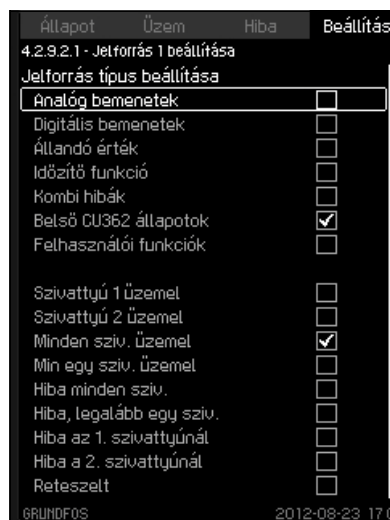 Állapot Üzem Hiba Beállítás
4.2.9.2.1 - Jelforrás 1 beállítása
Jelforrás típus beállítása
Analóg bemenetek
Digitális bemenetek
Állandó érték
Időzítő funkció
Kombi hibák
Belső CU362 állapotok
Felhasználói funkciók
Szivattyú 1 üzemel
Szivattyú 2 üzemel
Minden sziv. üzemel
Min egy sziv. üzemel
Hiba minden sziv.
Hiba, legalább egy sziv.
Hiba az 1. szivattyúnál
Hiba a 2. szivattyúnál
Reteszelt
GRUNDFOS 2012-08-23